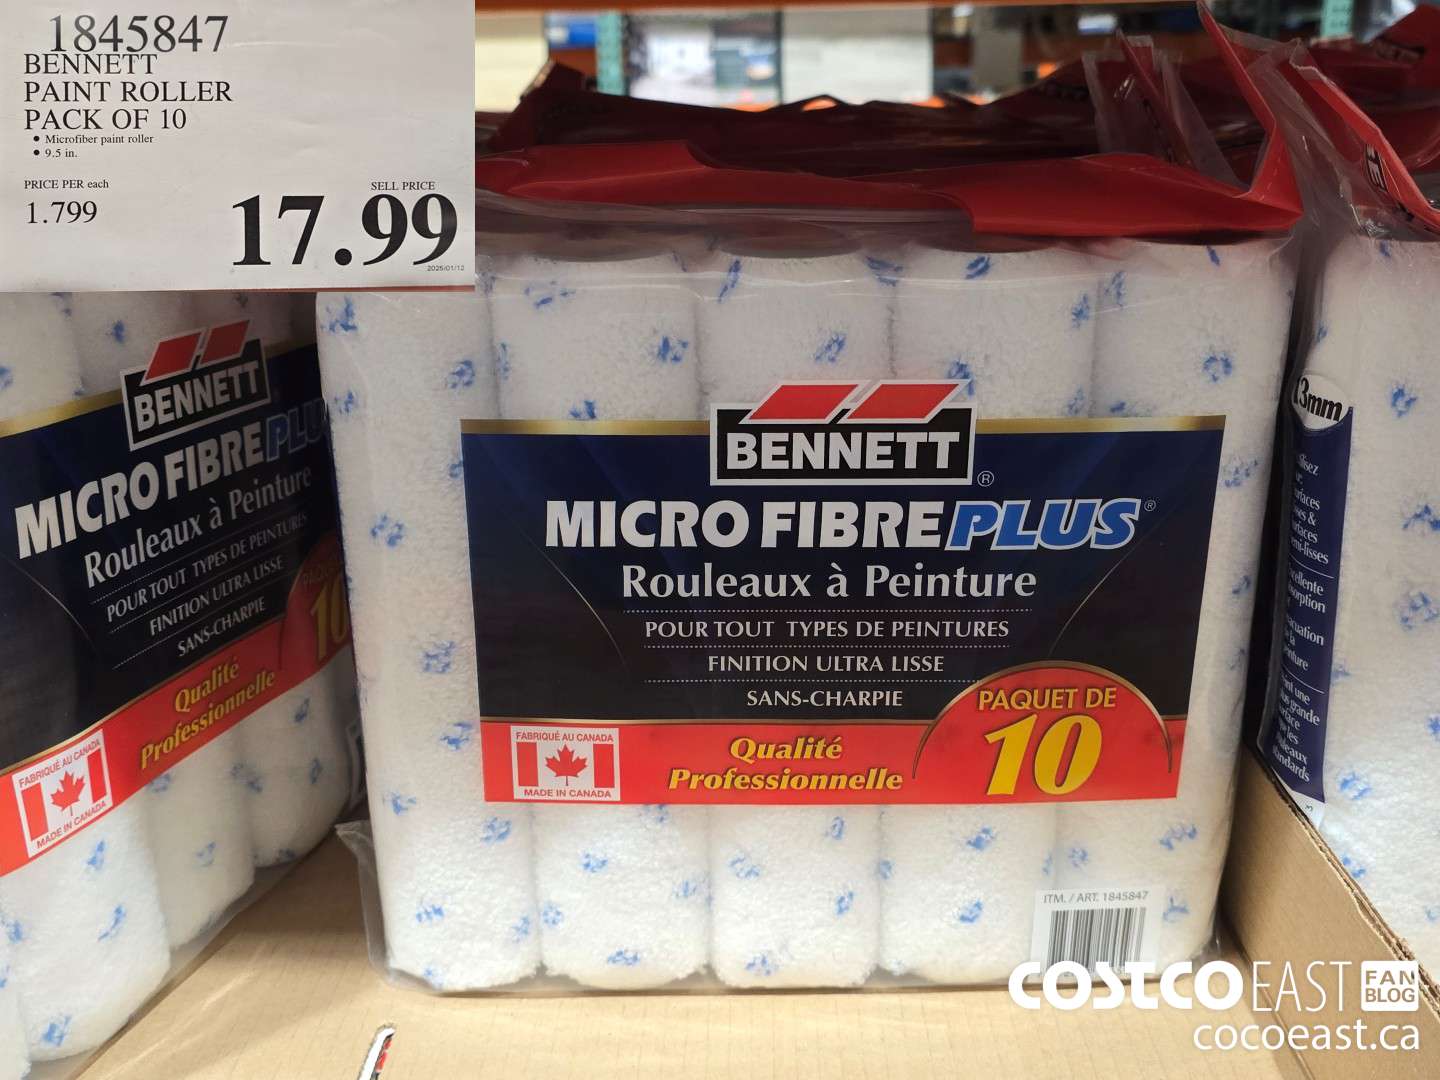 1845847
BENNETT
PAINT ROLLER
PACK OF 10
• Microfiber paint roller
• 9.5 in.
PRICE PER each
1.799
SELL PRICE
17.99
2025/01/12
BENNETT
MICRO FIBRE PLU
Rouleaux à Peinture
POUR TOUT TYPES DE PEINTURES
FINITION ULTRA LISSE
SANS-CHARPIE
10
Qualité
Professionnelle
FABRIQUÉ AU CANADA
MADE IN CANADA
BENNETT®
MICRO FIBRE PLUS®
Rouleaux à Peinture
POUR TOUT TYPES DE PEINTURES
FINITION ULTRA LISSE
SANS-CHARPIE
PAQUET DE
10
Qualité
Professionnelle
FABRIQUÉ AU CANADA
MADE IN CANADA
ITM. / ART. 1845847
3mm
COSTCO EAST FAN BLOG
cocoeast.ca